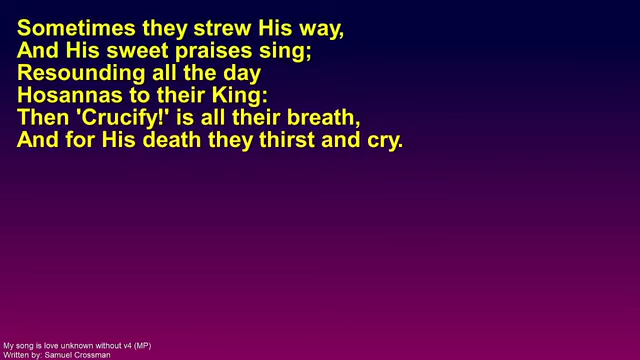 Sometimes they strew His way,
And His sweet praises sing;
Resounding all the day
Hosannas to their King:
Then 'Crucify!' is all their breath,
And for His death they thirst and cry.
My song is love unknown without v4 (MP)
Written by: Samuel Crossman